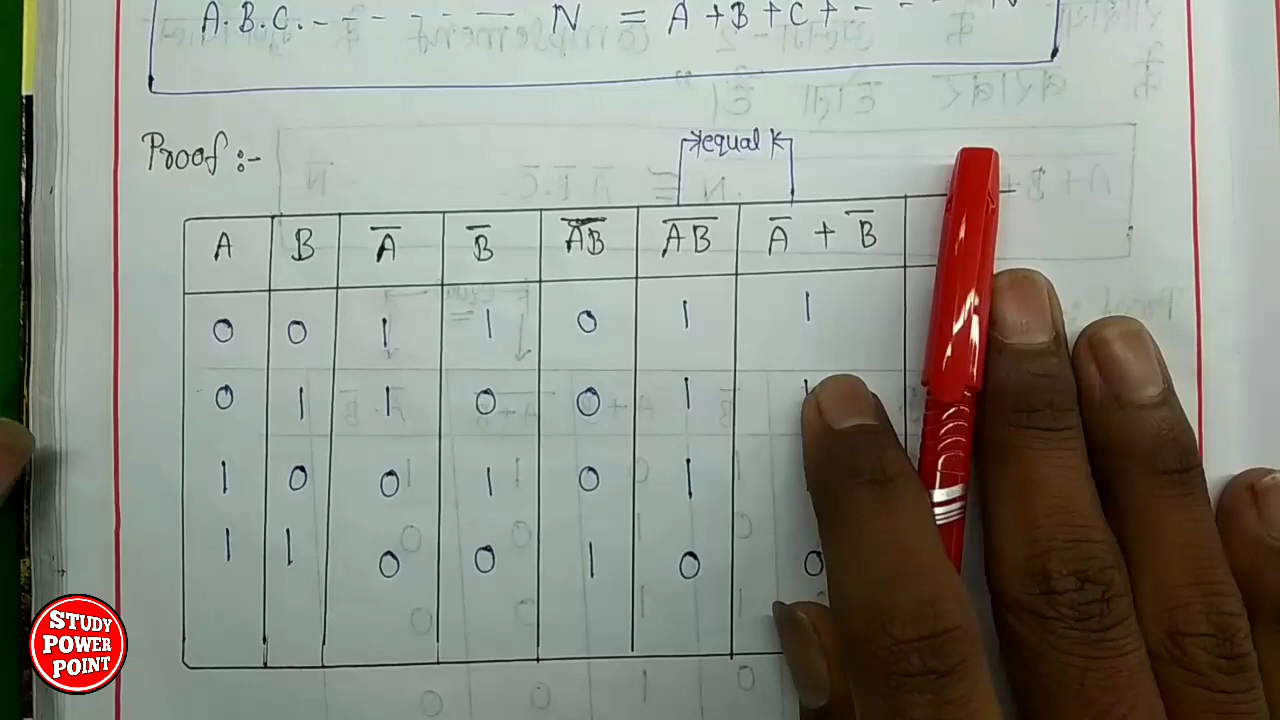 A. B. C. - - - - - - N = A + B + C + - - - N
Proof :-
equal
A B A̅ B̅ A̅B̅ A̅B̅ A̅ + B̅
0 0 1 1 0 1 1
0 1 1 0 0 1 1
1 0 0 1 0 1
1 1 0 0 1 0 0
STUDY
POWER
POINT